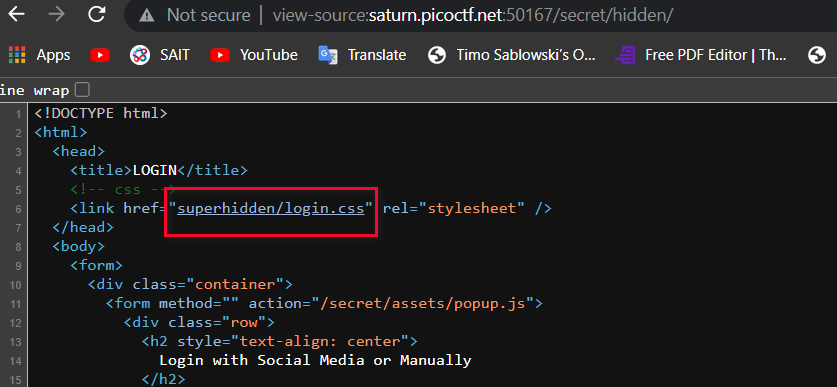 Not secure | view-source:saturn.picoctf.net:50167/secret/hidden/
Apps SAIT YouTube Translate Timo Sablowski's O... Free PDF Editor | Th...
ine wrap
1 <!DOCTYPE html>
2 <html>
3 <head>
4 <title>LOGIN</title>
5 <!-- css -->
6 <link href="superhidden/login.css" rel="stylesheet" />
7 </head>
8 <body>
9 <form>
10 <div class="container">
11 <form method="" action="/secret/assets/popup.js">
12 <div class="row">
13 <h2 style="text-align: center">
14 Login with Social Media or Manually
15 </h2>